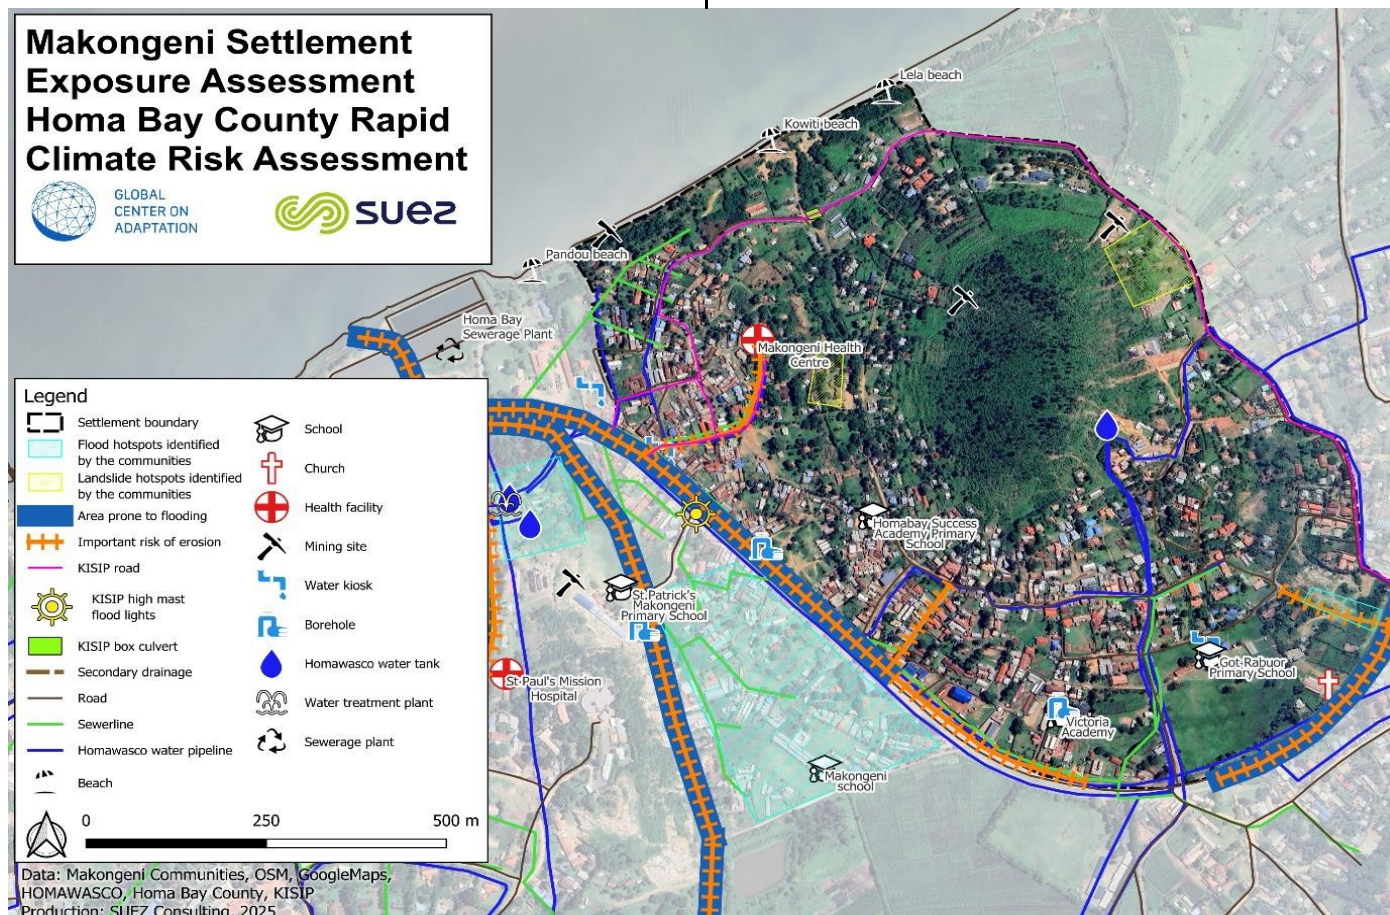 Makongeni Settlement
Exposure Assessment
Homa Bay County Rapid
Climate Risk Assessment
GLOBAL
CENTER ON
ADAPTATION
suez
Lela beach
Kowiti beach
Pandou beach
Homa Bay
Sewerage Plant
Makongeni Health
Centre
Homabay Success
Academy Primary
School
St.Patrick's
Makongeni
Primary School
St Paul's Mission
Hospital
Got Rabuor
Primary School
Victoria
Academy
Makongeni
school
Legend
Settlement boundary
Flood hotspots identified
by the communities
Landslide hotspots identified
by the communities
Area prone to flooding
Important risk of erosion
KISIP road
KISIP high mast
flood lights
KISIP box culvert
Secondary drainage
Road
Sewerline
Homawasco water pipeline
Beach
School
Church
Health facility
Mining site
Water kiosk
Borehole
Homawasco water tank
Water treatment plant
Sewerage plant
0 250 500 m
Data: Makongeni Communities, OSM, GoogleMaps,
HOMAWASCO, Homa Bay County, KISIP
Production: SUEZ Consulting, 2025